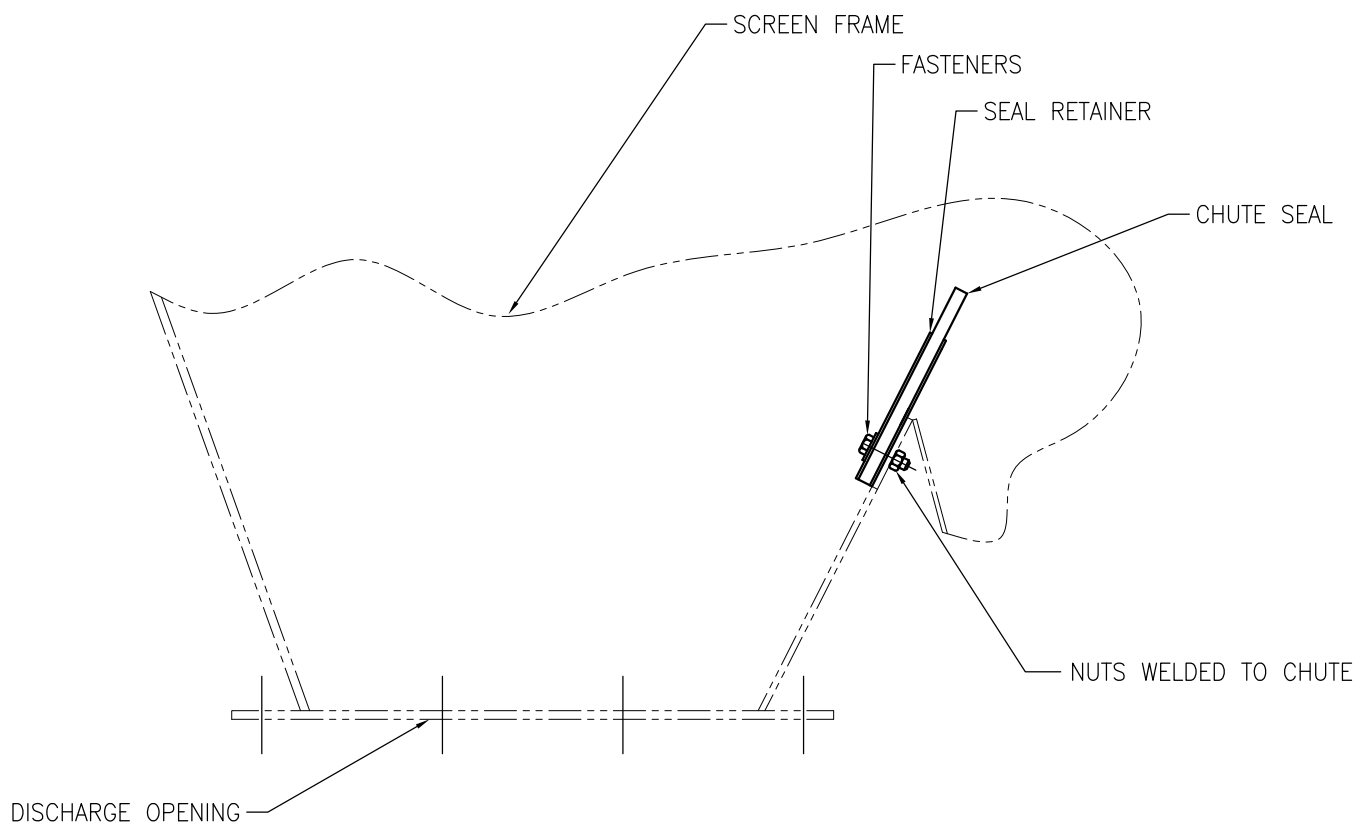 SCREEN FRAME
FASTENERS
SEAL RETAINER
CHUTE SEAL
NUTS WELDED TO CHUTE
DISCHARGE OPENING